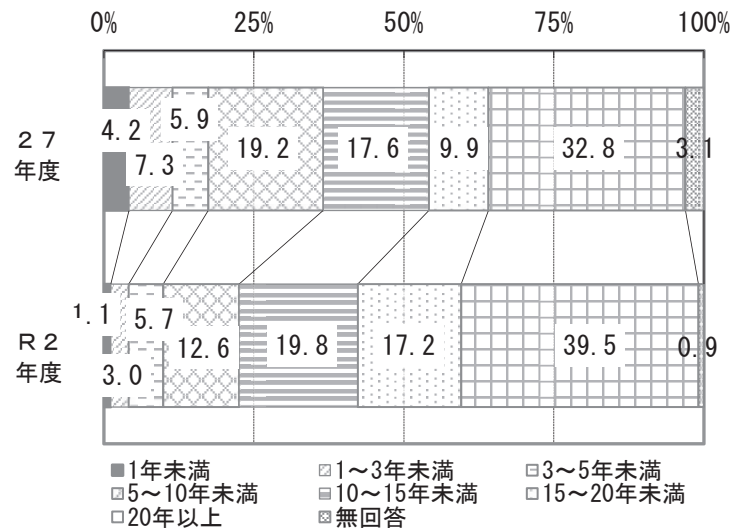 0% 25% 50% 75% 100%
27
年度
4.2 7.3 5.9 19.2 17.6 9.9 32.8 3.1
R2
年度
1.1 3.0 5.7 12.6 19.8 17.2 39.5 0.9
■1年未満 1～3年未満 3～5年未満
5～10年未満 10～15年未満 15～20年未満
20年以上 無回答